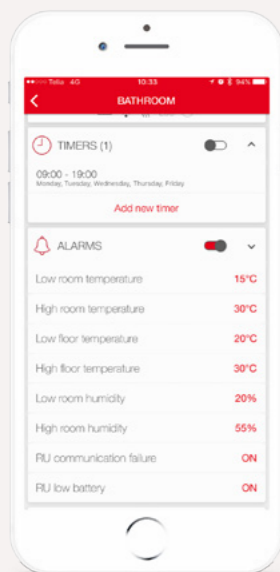 Telia 4G 10:33 94%
BATHROOM
TIMERS (1)
09:00 - 19:00
Monday, Tuesday, Wednesday, Thursday, Friday,
Add new timer
ALARMS
Low room temperature 15°C
High room temperature 30°C
Low floor temperature 20°C
High floor temperature 30°C
Low room humidity 20%
High room humidity 55%
RU communication failure ON
RU low battery ON